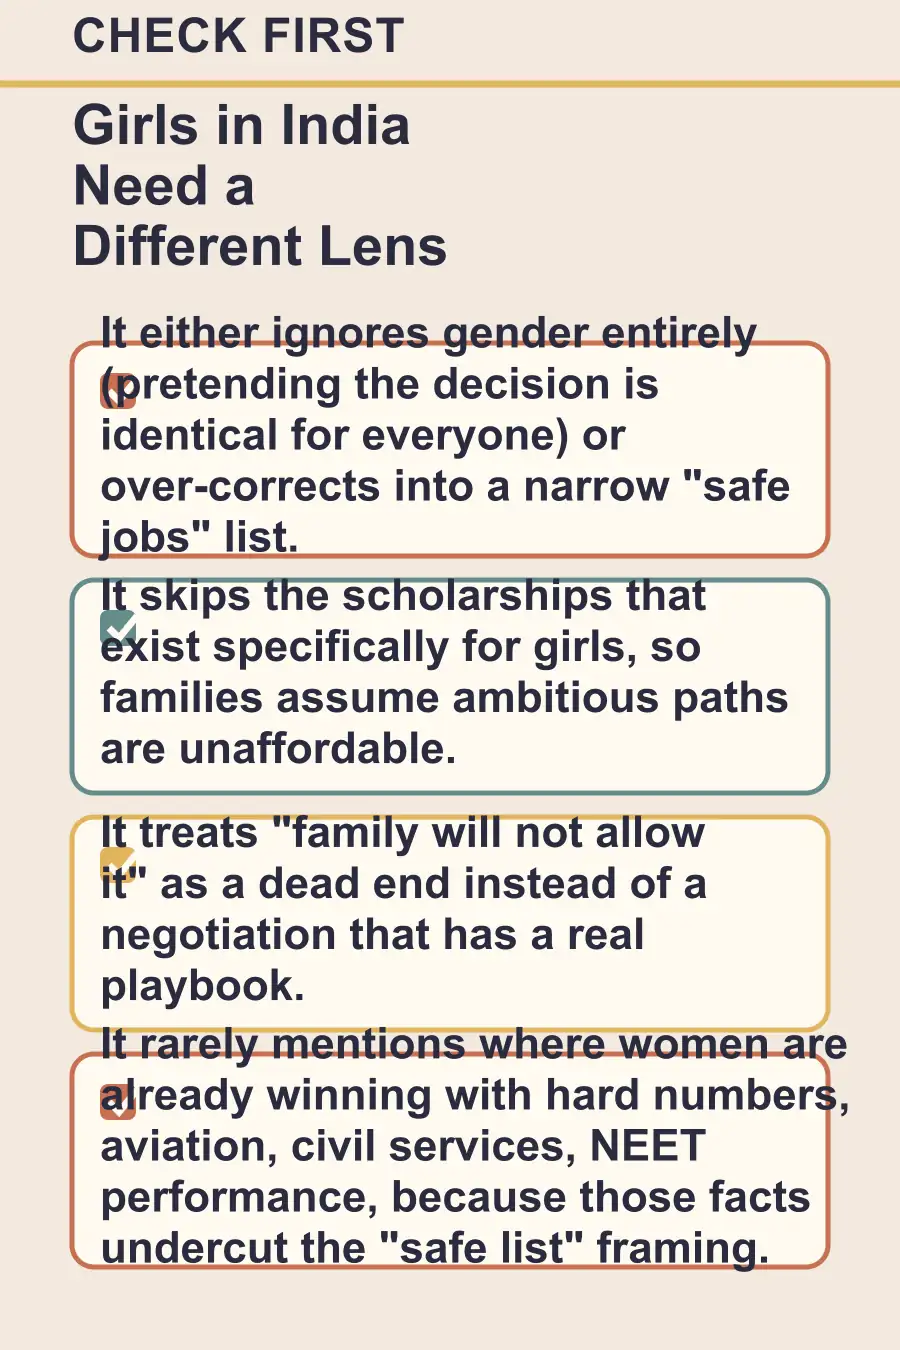 CHECK FIRST
Girls in India
Need a
Different Lens
It either ignores gender entirely
(pretending the decision is
identical for everyone) or
over-corrects into a narrow "safe
jobs" list.
It skips the scholarships that
exist specifically for girls, so
families assume ambitious paths
are unaffordable.
It treats "family will not allow
it" as a dead end instead of a
negotiation that has a real
playbook.
It rarely mentions where women are
already winning with hard numbers,
aviation, civil services, NEET
performance, because those facts
undercut the "safe list" framing.